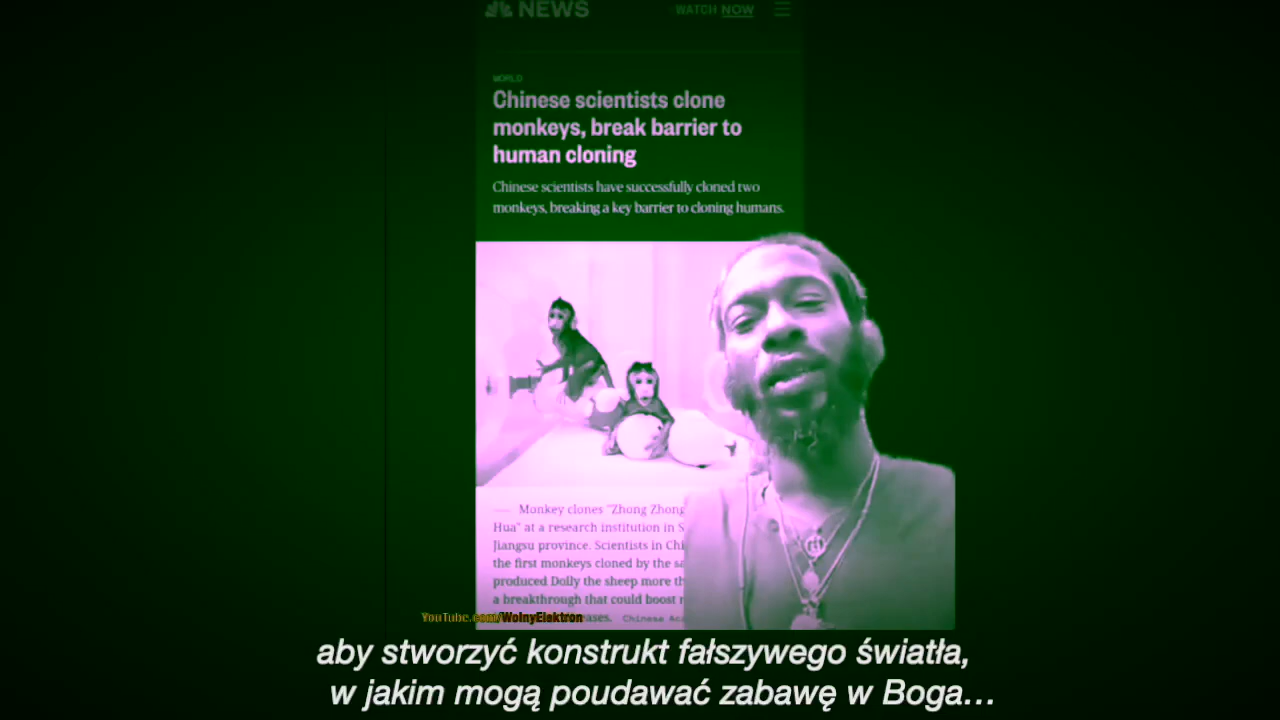 NEWS
WATCH NOW
WORLD
Chinese scientists clone
monkeys, break barrier to
human cloning
Chinese scientists have successfully cloned two
monkeys, breaking a key barrier to cloning humans.
Monkey clones "Zhong Zhong
Hua" at a research institution in S
Jiangsu province. Scientists in Chi
the first monkeys cloned by the sa
produced Dolly the sheep more th
a breakthrough that could boost r
eases. Chinese Aca
YouTube.com/WolnyElektron
aby stworzyć konstrukt fałszywego światła,
w jakim mogą poudawać zabawę w Boga...